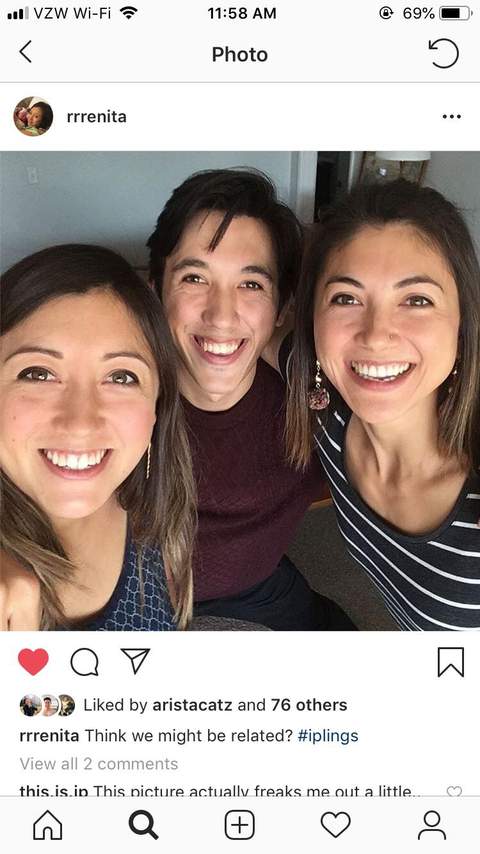 VZW Wi-Fi 11:58 AM 69%
Photo
rrrenita
Liked by aristacatz and 76 others
rrrenita Think we might be related? #iplings
View all 2 comments
this.is.ip This picture actually freaks me out a little..